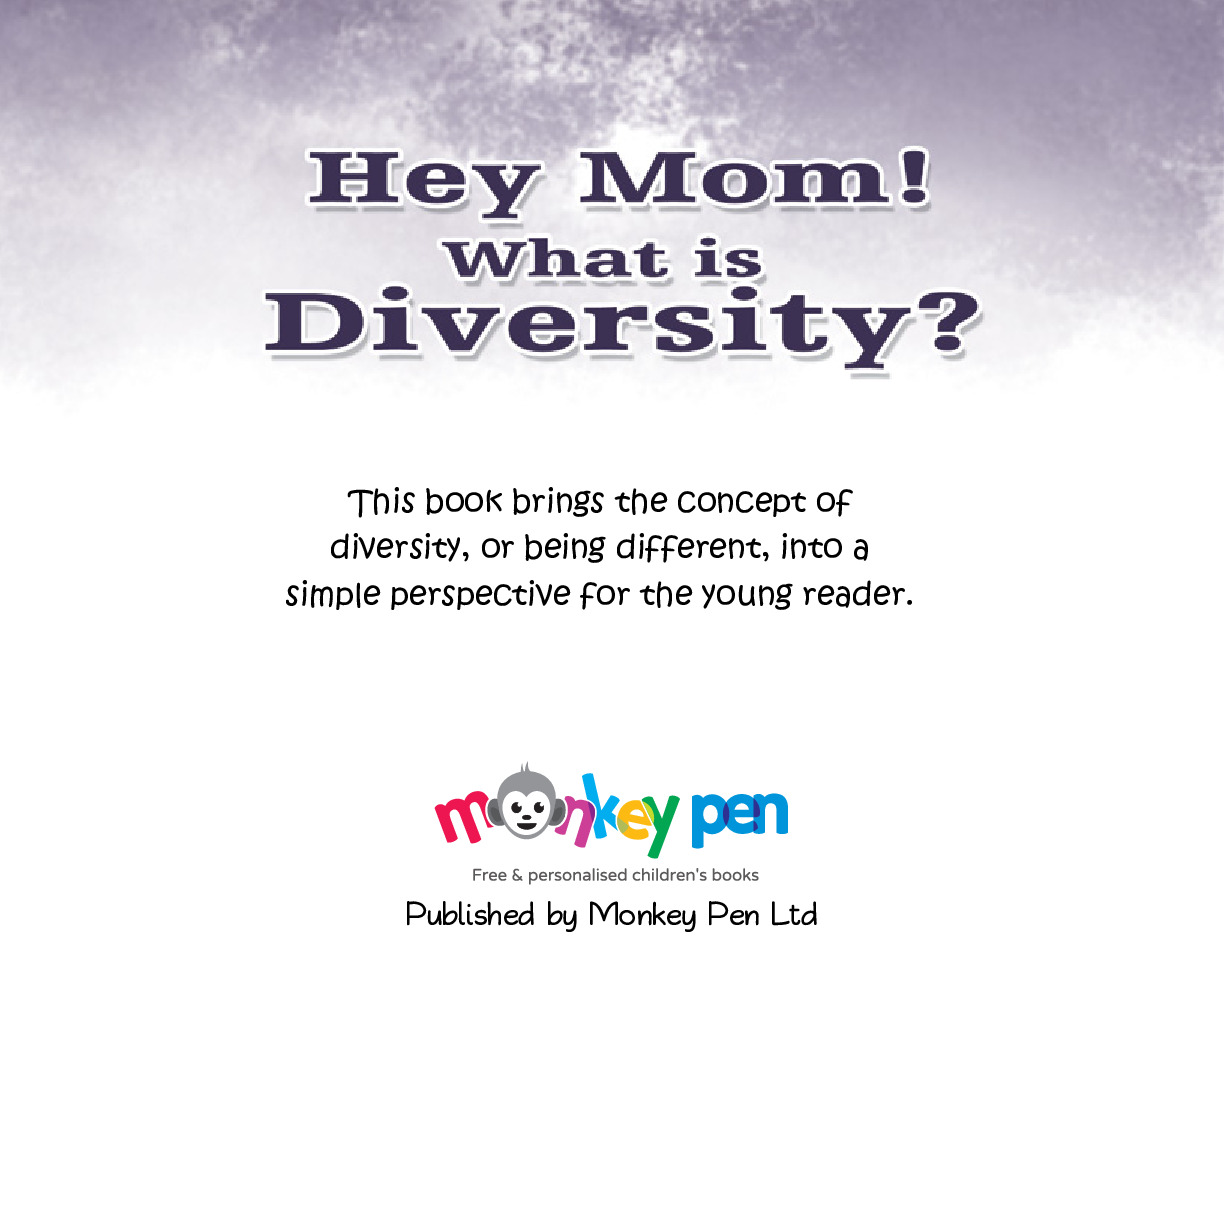 Hey Mom!
What is
Diversity?
This book brings the concept of
diversity, or being different, into a
simple perspective for the young reader.
monkey pen
Free & personalised children's books
Published by Monkey Pen Ltd